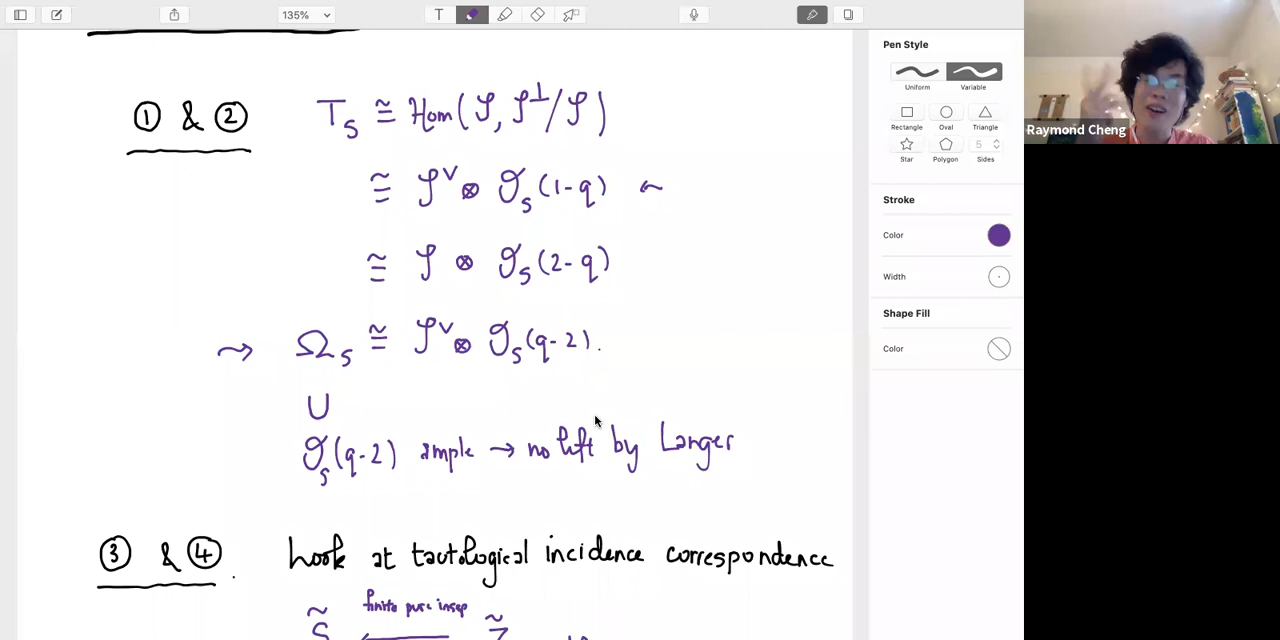 135%
T
Pen Style
Uniform
Variable
Rectangle
Oval
Triangle
Star
Polygon
5
Sides
Stroke
Color
Width
Shape Fill
Color
Raymond Cheng
① & ② T_S ≅ Hom(𝒮, 𝒮^⊥/𝒮)
≅ 𝒮^∨ ⊗ 𝒪_S(1-q) ←
≅ 𝒮 ⊗ 𝒪_S(2-q)
⇝ Ω_S ≅ 𝒮^∨ ⊗ 𝒪_S(q-2).
∪
𝒪_S(q-2) ample → no lift by Langer
③ & ④. Look at tautological incidence correspondence
finite pure insep